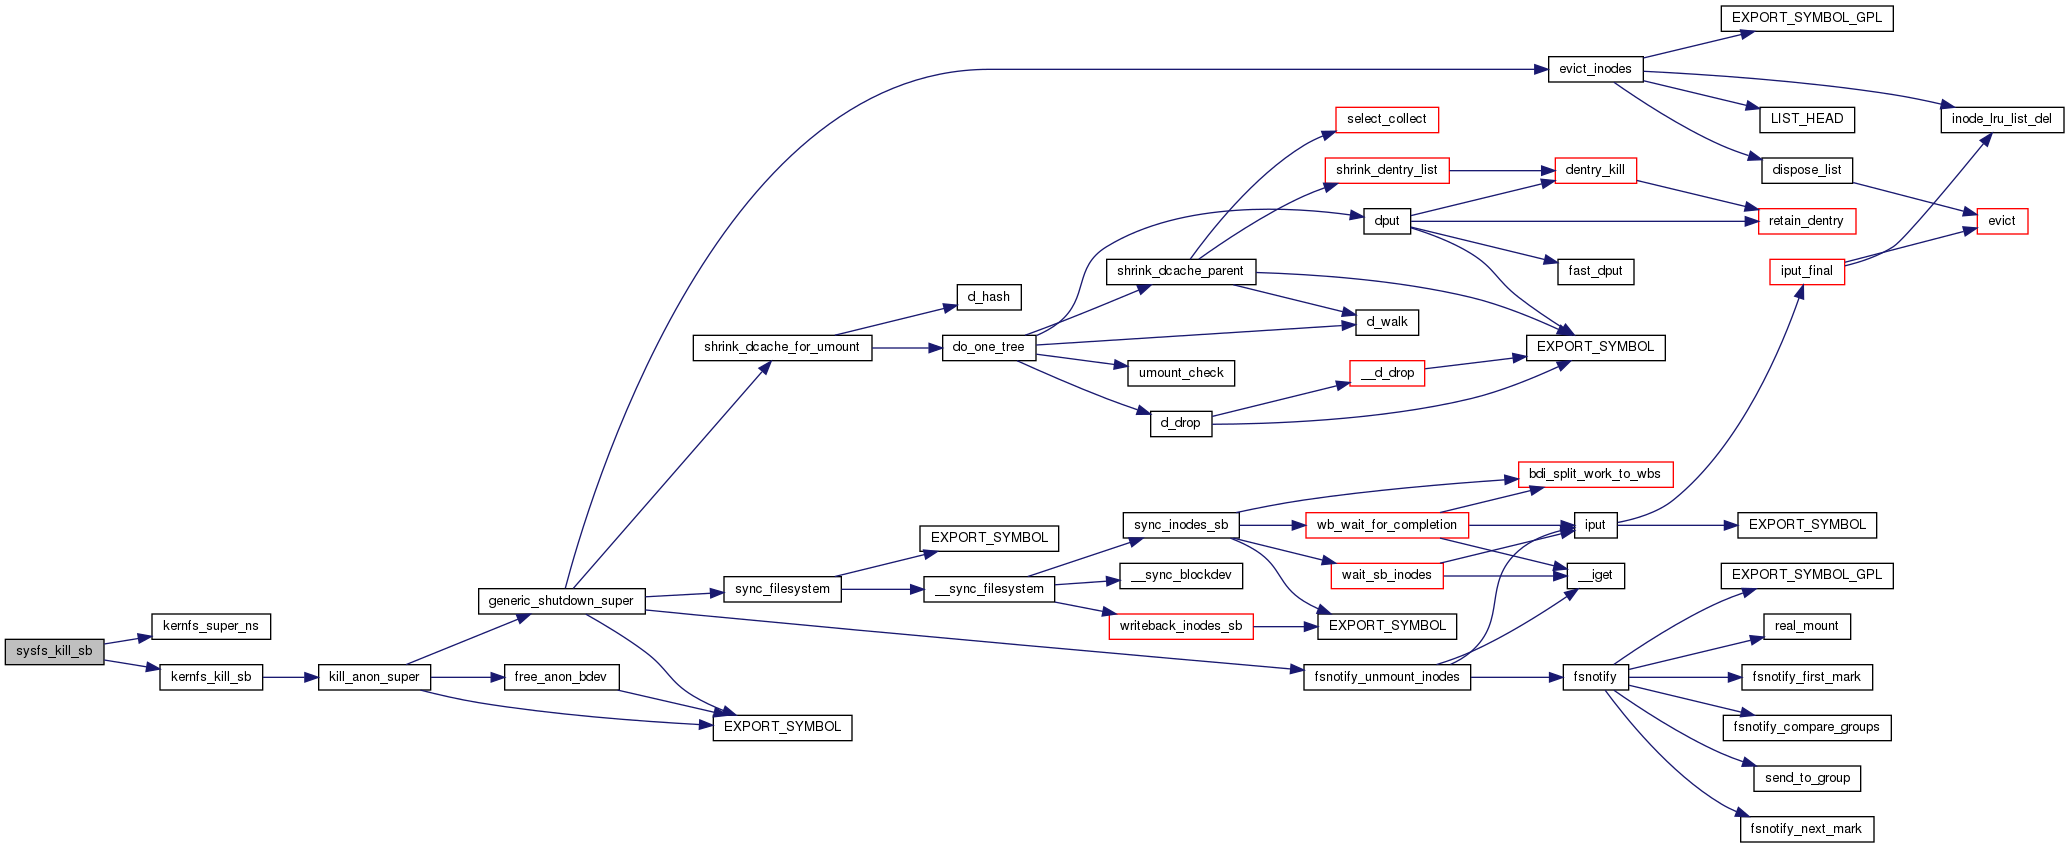 EXPORT_SYMBOL_GPL
evict_inodes
select_collect
LIST_HEAD
inode_lru_list_del
shrink_dentry_list
dentry_kill
dispose_list
dput
retain_dentry
evict
shrink_dcache_parent
fast_dput
iput_final
d_hash
d_walk
shrink_dcache_for_umount
do_one_tree
EXPORT_SYMBOL
umount_check
__d_drop
d_drop
bdi_split_work_to_wbs
sync_inodes_sb
wb_wait_for_completion
iput
EXPORT_SYMBOL
EXPORT_SYMBOL
__sync_blockdev
wait_sb_inodes
__iget
EXPORT_SYMBOL_GPL
sync_filesystem
__sync_filesystem
generic_shutdown_super
kernfs_super_ns
writeback_inodes_sb
EXPORT_SYMBOL
real_mount
sysfs_kill_sb
kernfs_kill_sb
kill_anon_super
free_anon_bdev
fsnotify_unmount_inodes
fsnotify
fsnotify_first_mark
EXPORT_SYMBOL
fsnotify_compare_groups
send_to_group
fsnotify_next_mark